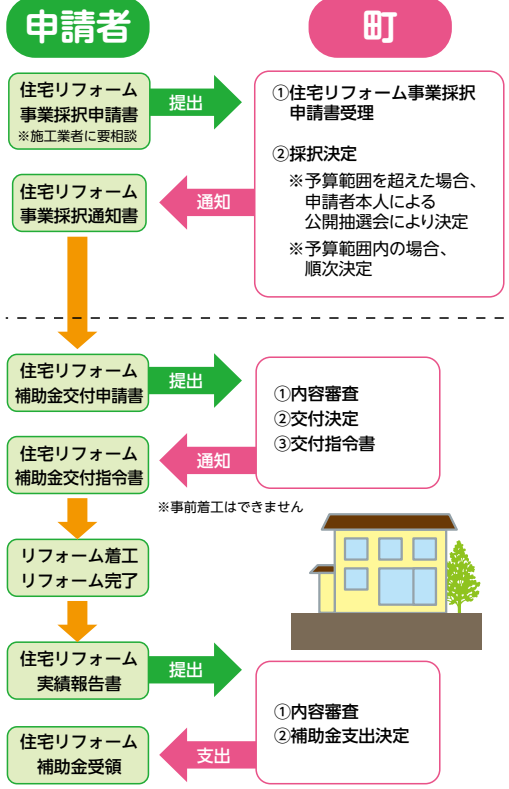 申請者
町
住宅リフォーム
事業採択申請書
※施工業者に要相談
提出
①住宅リフォーム事業採択
申請書受理
②採択決定
※予算範囲を超えた場合、
申請者本人による
公開抽選会により決定
※予算範囲内の場合、
順次決定
住宅リフォーム
事業採択通知書
通知
住宅リフォーム
補助金交付申請書
提出
①内容審査
②交付決定
③交付指令書
住宅リフォーム
補助金交付指令書
通知
※事前着工はできません
リフォーム着工
リフォーム完了
住宅リフォーム
実績報告書
提出
①内容審査
②補助金支出決定
住宅リフォーム
補助金受領
支出